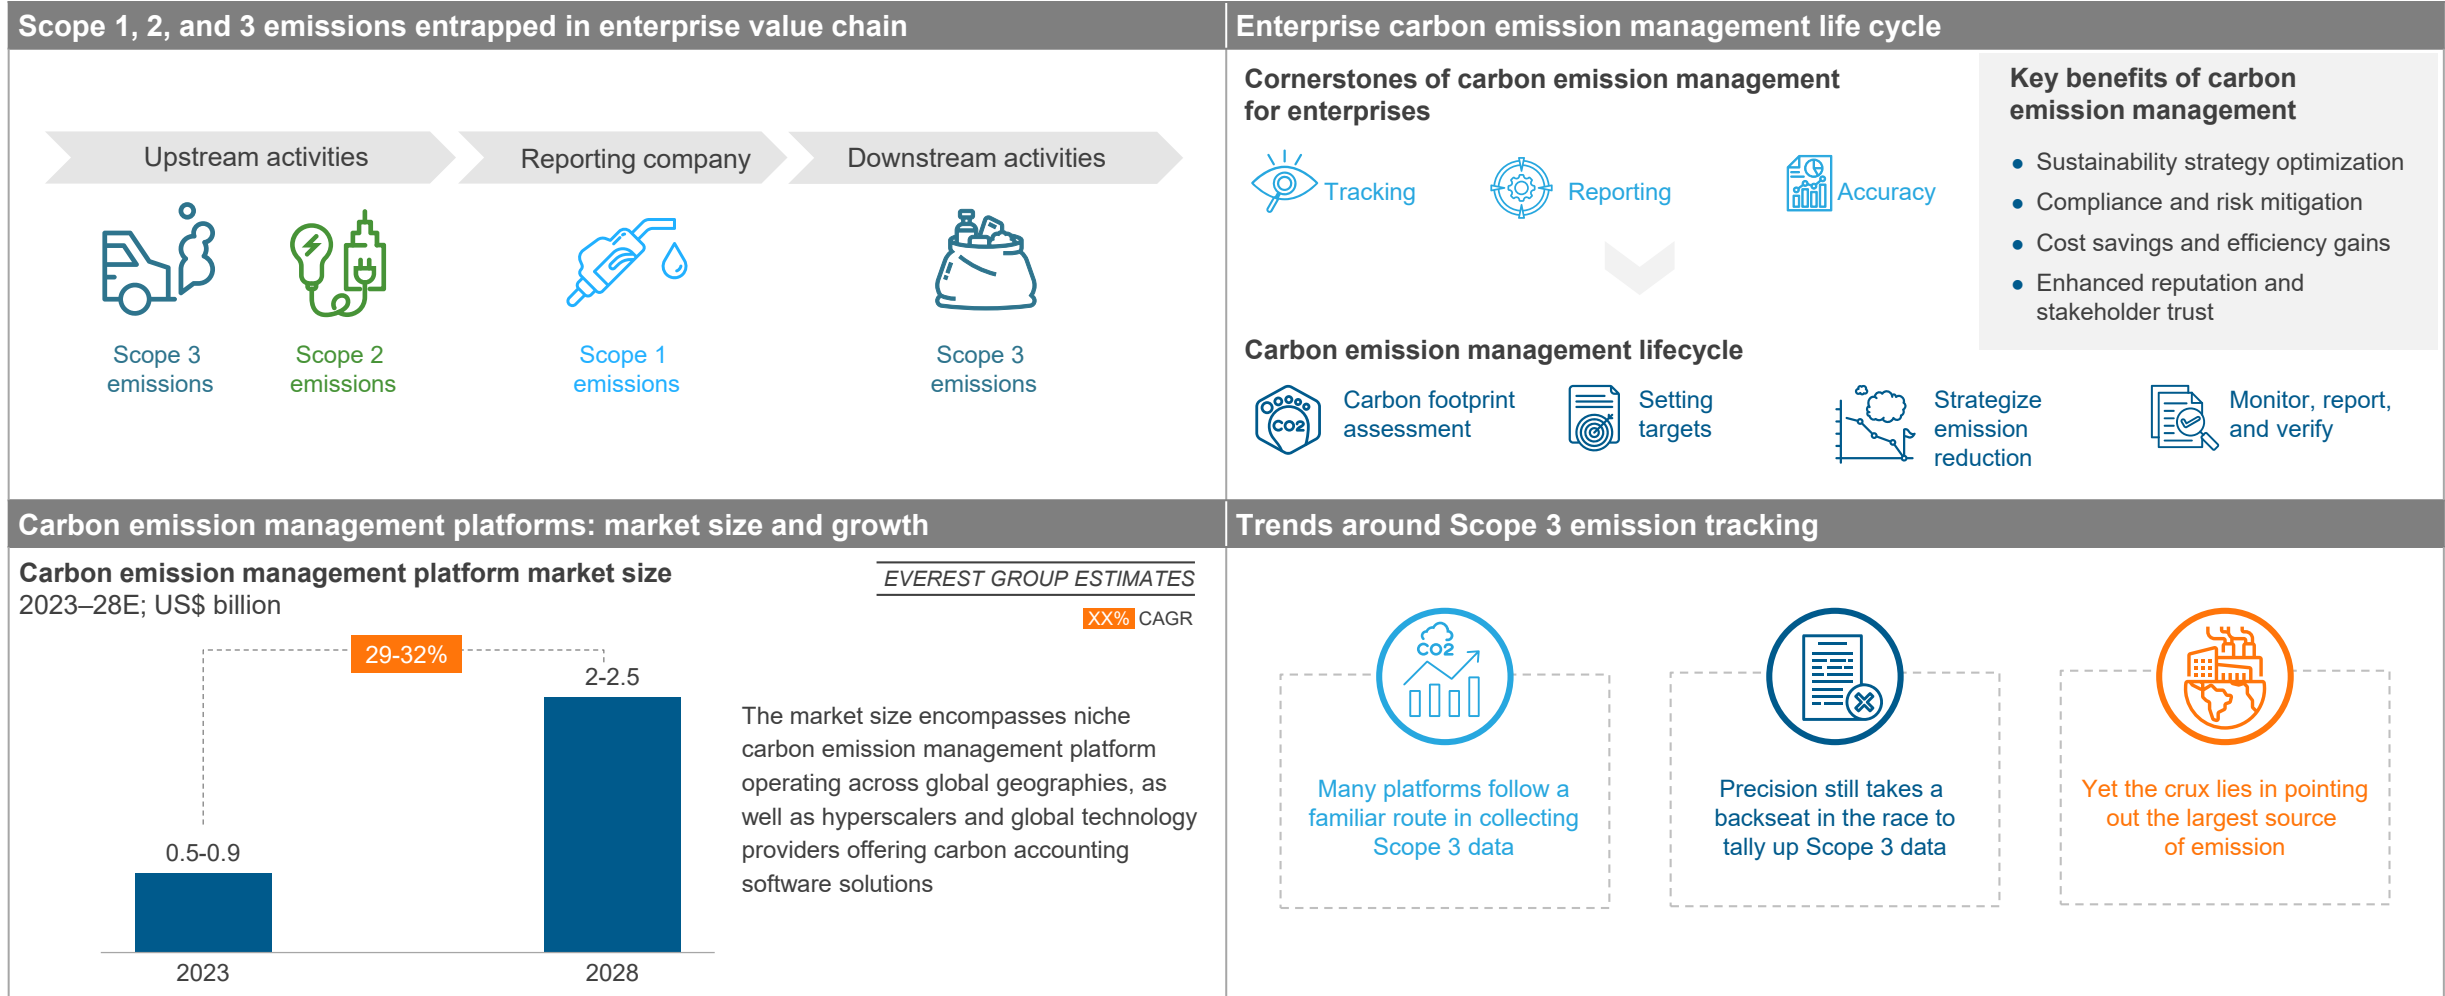 Scope 1, 2, and 3 emissions entrapped in enterprise value chain
Upstream activities
Reporting company
Downstream activities
Scope 3
emissions
Scope 2
emissions
Scope 1
emissions
Scope 3
emissions
Enterprise carbon emission management life cycle
Cornerstones of carbon emission management
for enterprises
Tracking
Reporting
Accuracy
Key benefits of carbon
emission management
● Sustainability strategy optimization
● Compliance and risk mitigation
● Cost savings and efficiency gains
● Enhanced reputation and
stakeholder trust
Carbon emission management lifecycle
CO2
Carbon footprint
assessment
Setting
targets
Strategize
emission
reduction
Monitor, report,
and verify
Carbon emission management platforms: market size and growth
Carbon emission management platform market size
2023–28E; US$ billion
EVEREST GROUP ESTIMATES
XX% CAGR
29-32%
2-2.5
0.5-0.9
2023
2028
The market size encompasses niche
carbon emission management platform
operating across global geographies, as
well as hyperscalers and global technology
providers offering carbon accounting
software solutions
Trends around Scope 3 emission tracking
CO2
Many platforms follow a
familiar route in collecting
Scope 3 data
Precision still takes a
backseat in the race to
tally up Scope 3 data
Yet the crux lies in pointing
out the largest source
of emission